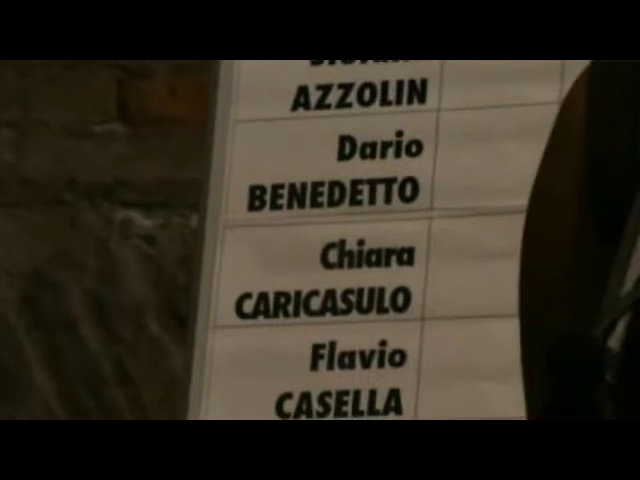 AZZOLIN
Dario
BENEDETTO
Chiara
CARICASULO
Flavio
CASELLA